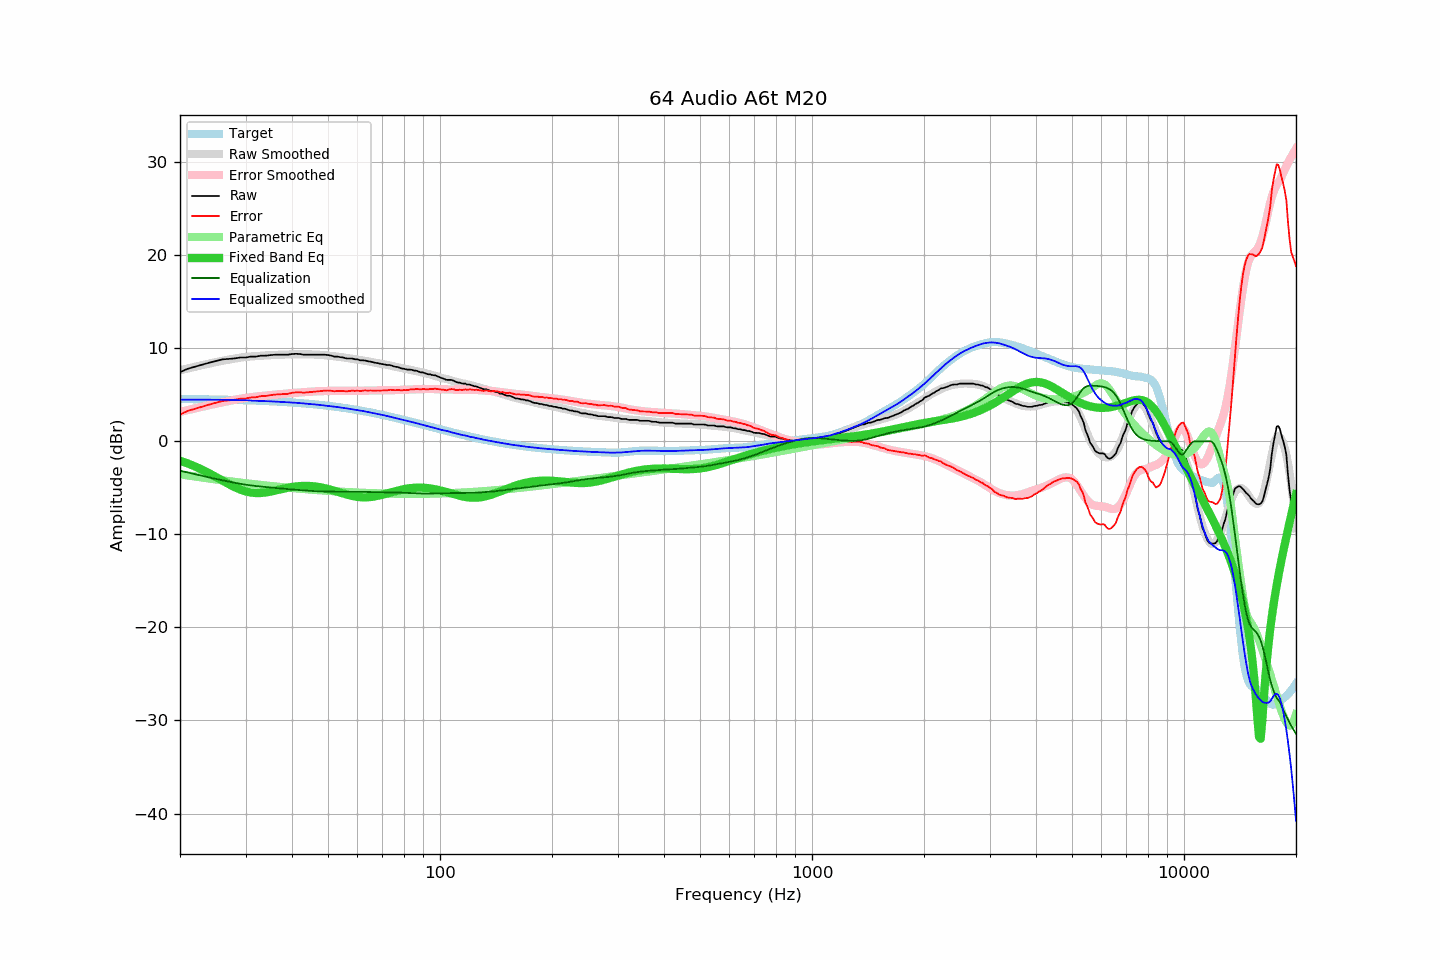 64 Audio A6t M20
Target
Raw Smoothed
Error Smoothed
Raw
Error
Parametric Eq
Fixed Band Eq
Equalization
Equalized smoothed
30
20
10
0
−10
−20
−30
−40
Amplitude (dBr)
100
1000
10000
Frequency (Hz)